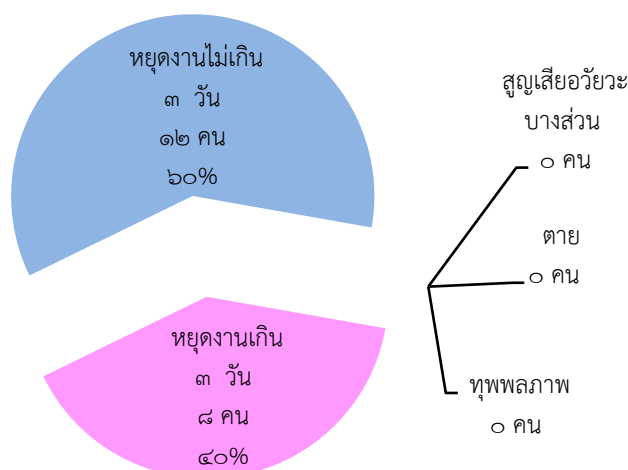 หยุดงานไม่เกิน
๓ วัน
๑๒ คน
๖๐%
สูญเสียอวัยวะ
บางส่วน
๐ คน
ตาย
๐ คน
หยุดงานเกิน
๓ วัน
๘ คน
๔๐%
ทุพพลภาพ
๐ คน